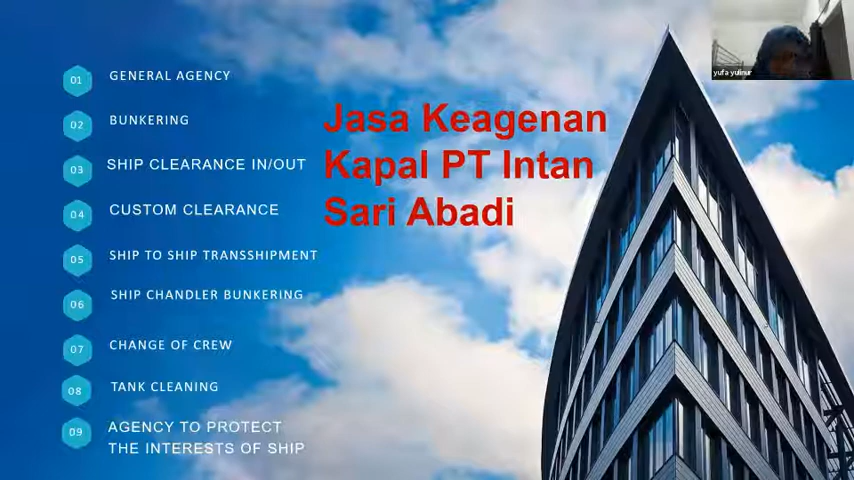 01 GENERAL AGENCY
02 BUNKERING
03 SHIP CLEARANCE IN/OUT
04 CUSTOM CLEARANCE
05 SHIP TO SHIP TRANSSHIPMENT
06 SHIP CHANDLER BUNKERING
07 CHANGE OF CREW
08 TANK CLEANING
09 AGENCY TO PROTECT
THE INTERESTS OF SHIP
Jasa Keagenan
Kapal PT Intan
Sari Abadi
yufa yulinur